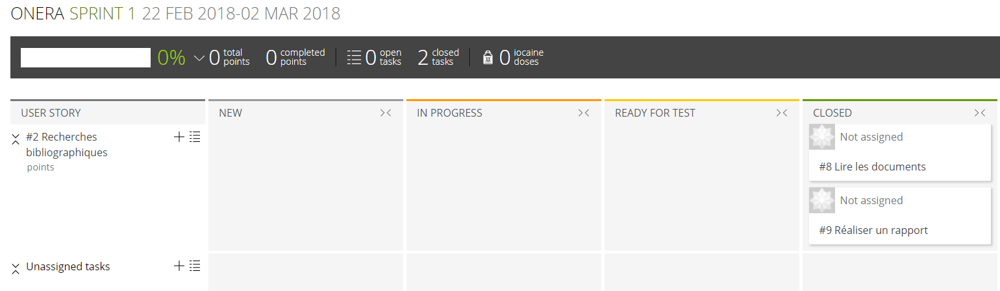 ONERA SPRINT 1 22 FEB 2018-02 MAR 2018
0% 0 total points 0 completed points 0 open tasks 2 closed tasks 0 iocaine doses
USER STORY NEW IN PROGRESS READY FOR TEST CLOSED
#2 Recherches
bibliographiques
points
Not assigned
#8 Lire les documents
Not assigned
#9 Réaliser un rapport
Unassigned tasks